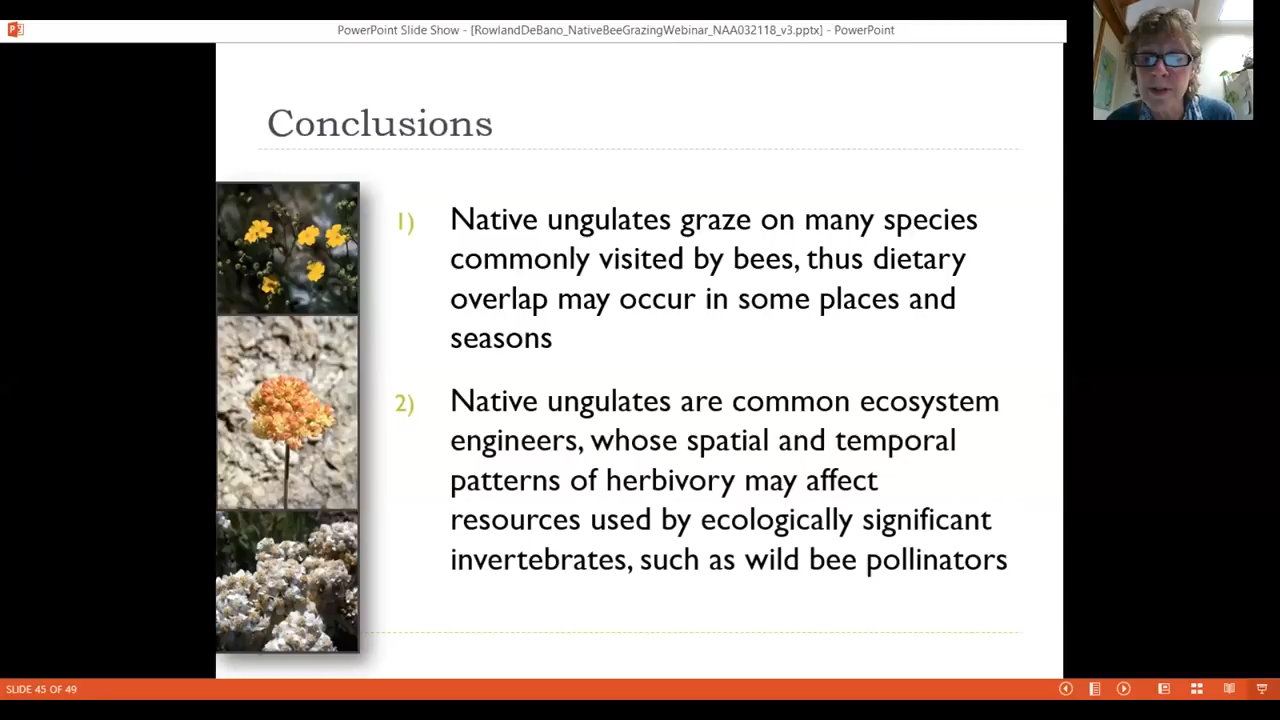 PowerPoint Slide Show - [RowlandDeBano_NativeBeeGrazingWebinar_NAA032118_v3.pptx] - PowerPoint
Conclusions
1) Native ungulates graze on many species
commonly visited by bees, thus dietary
overlap may occur in some places and
seasons
2) Native ungulates are common ecosystem
engineers, whose spatial and temporal
patterns of herbivory may affect
resources used by ecologically significant
invertebrates, such as wild bee pollinators
SLIDE 45 OF 49